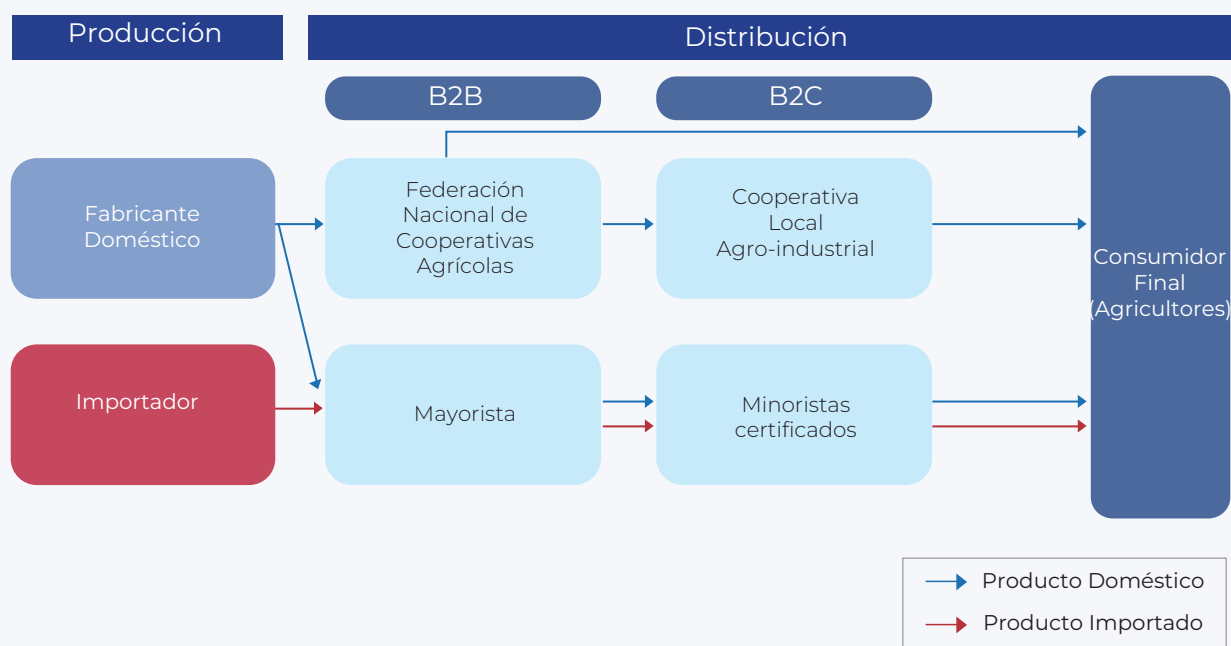 Producción
Distribución
B2B
B2C
Fabricante
Doméstico
Federación
Nacional de
Cooperativas
Agrícolas
Cooperativa
Local
Agro-industrial
Consumidor
Final
(Agricultores)
Importador
Mayorista
Minoristas
certificados
Producto Doméstico
Producto Importado